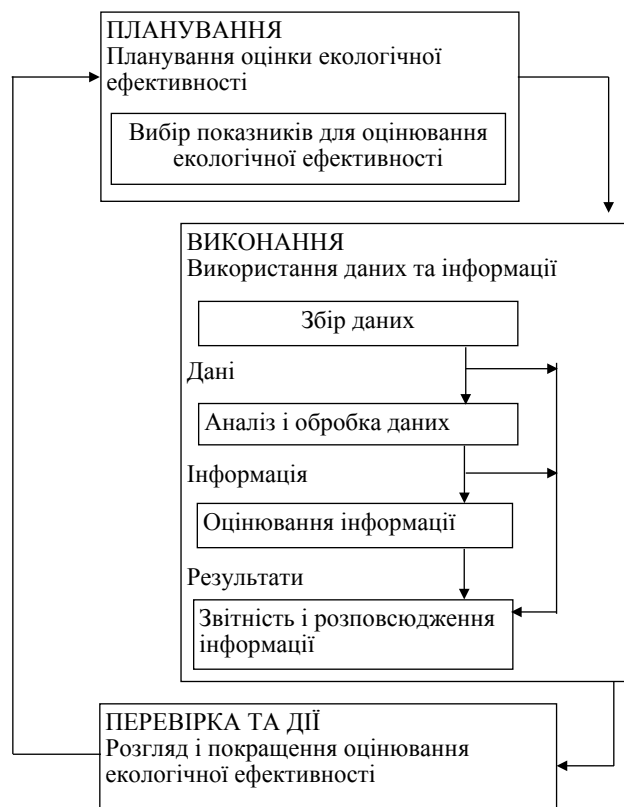 ПЛАНУВАННЯ
Планування оцінки екологічної
ефективності
Вибір показників для оцінювання
екологічної ефективності
ВИКОНАННЯ
Використання даних та інформації
Збір даних
Дані
Аналіз і обробка даних
Інформація
Оцінювання інформації
Результати
Звітність і розповсюдження
інформації
ПЕРЕВІРКА ТА ДІЇ
Розгляд і покращення оцінювання
екологічної ефективності